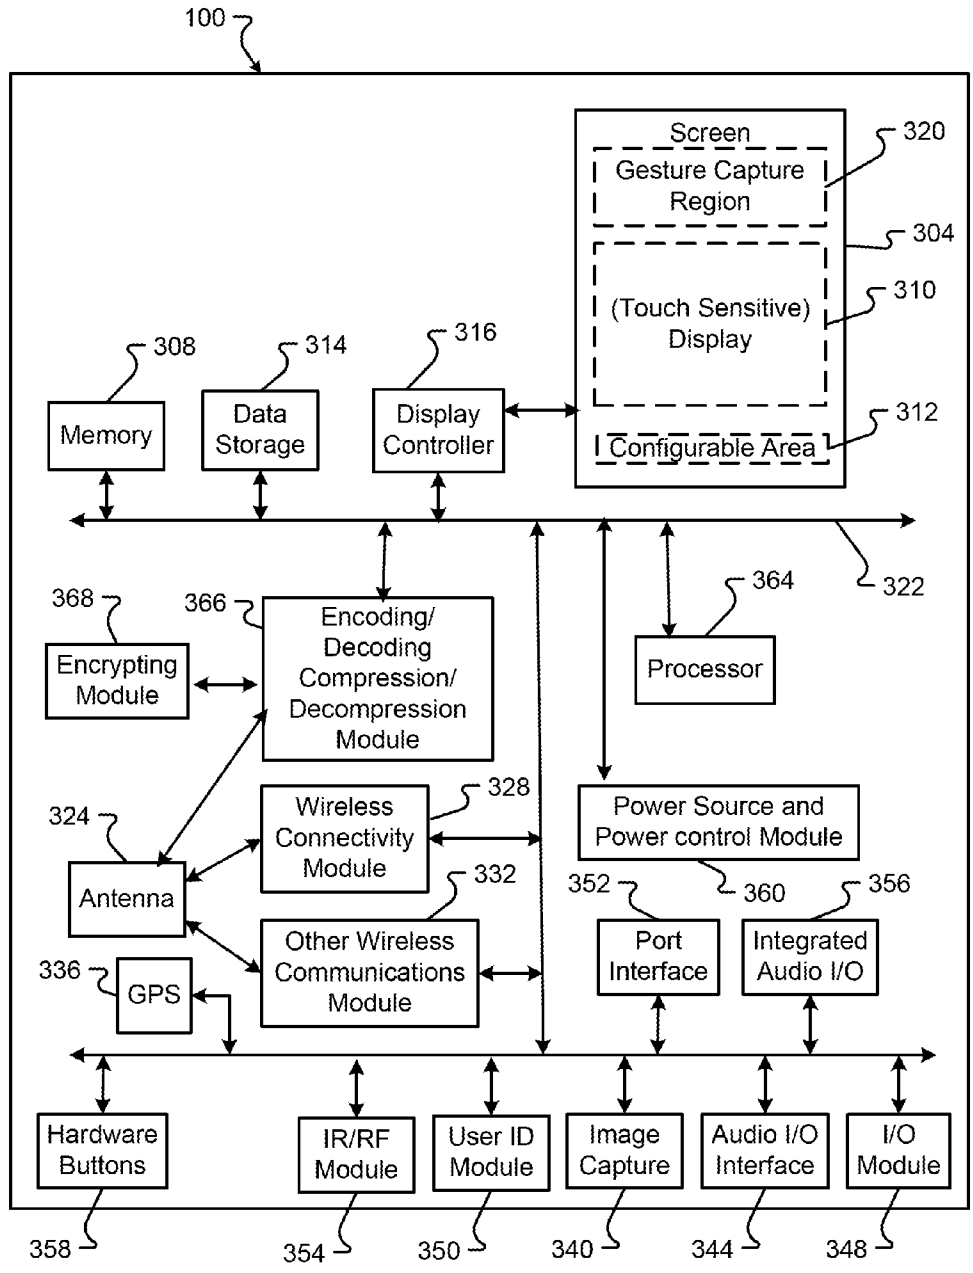 100
Screen
320
Gesture Capture
Region
304
310
(Touch Sensitive)
Display
308
314
316
312
Memory
Data
Storage
Display
Controller
Configurable Area
322
368
366
364
Encoding/
Decoding
Compression/
Decompression
Module
Encrypting
Module
Processor
324
328
Wireless
Connectivity
Module
Power Source and
Power control Module
332
352
360
356
Antenna
Other Wireless
Communications
Module
Port
Interface
Integrated
Audio I/O
336
GPS
Hardware
Buttons
IR/RF
Module
User ID
Module
Image
Capture
Audio I/O
Interface
I/O
Module
358
354
350
340
344
348